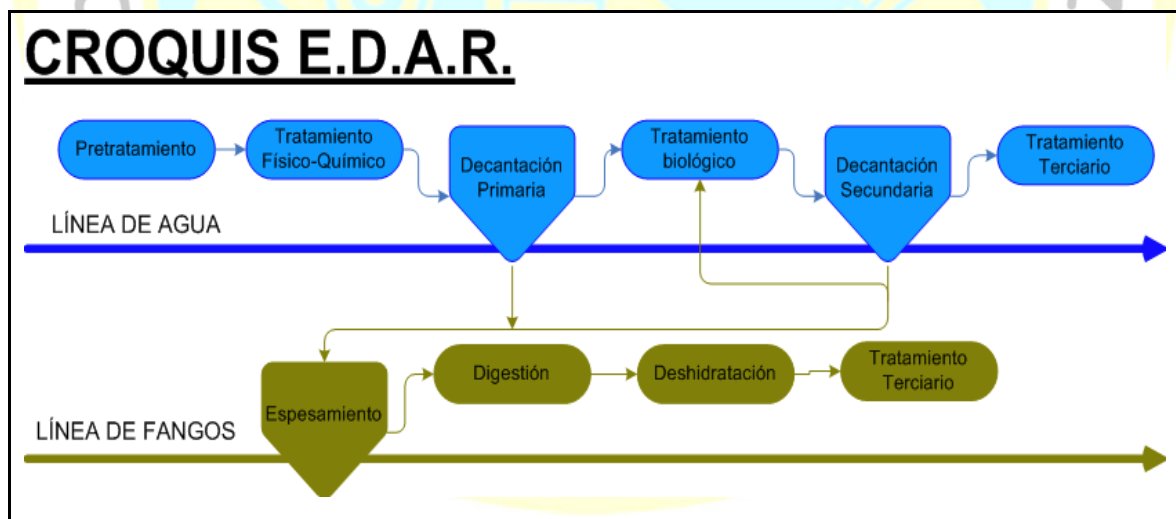 CROQUIS E.D.A.R.
Pretratamiento
Tratamiento
Físico-Químico
Decantación
Primaria
Tratamiento
biológico
Decantación
Secundaria
Tratamiento
Terciario
LÍNEA DE AGUA
Espesamiento
Digestión
Deshidratación
Tratamiento
Terciario
LÍNEA DE FANGOS